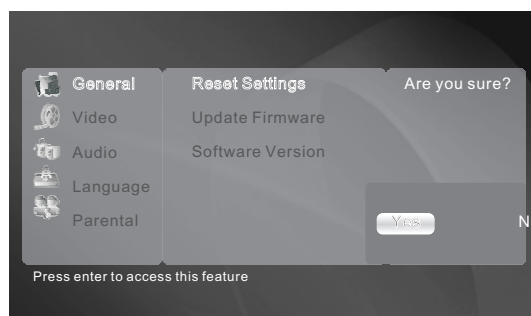 General
Video
Audio
Language
Parental
Reset Settings
Update Firmware
Software Version
Are you sure?
Yes
N
Press enter to access this feature